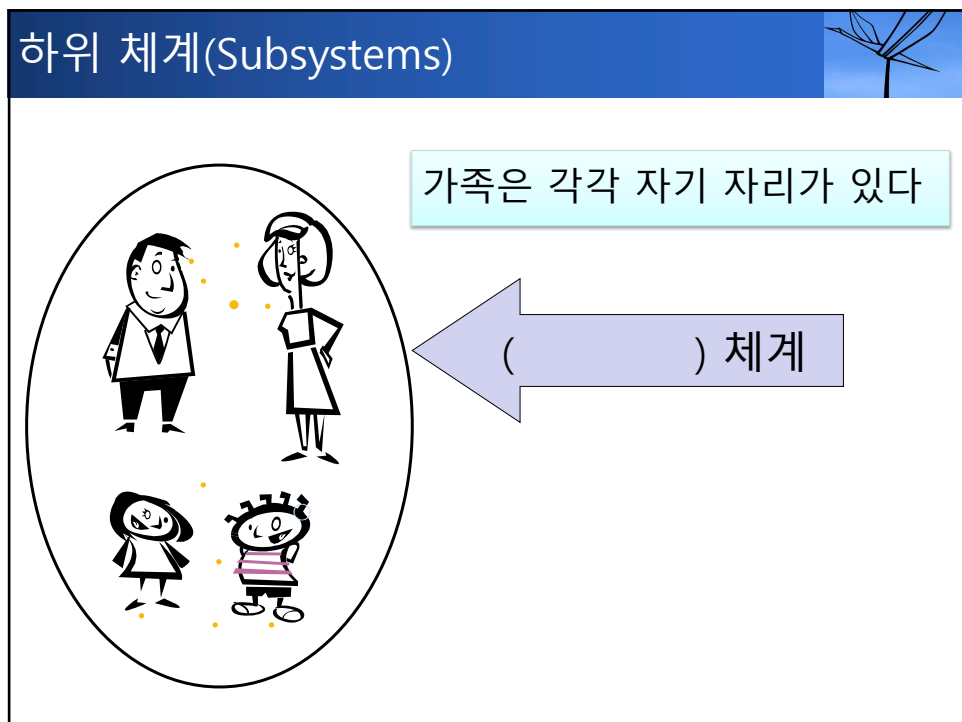 하위 체계(Subsystems)
가족은 각각 자기 자리가 있다
(          ) 체계